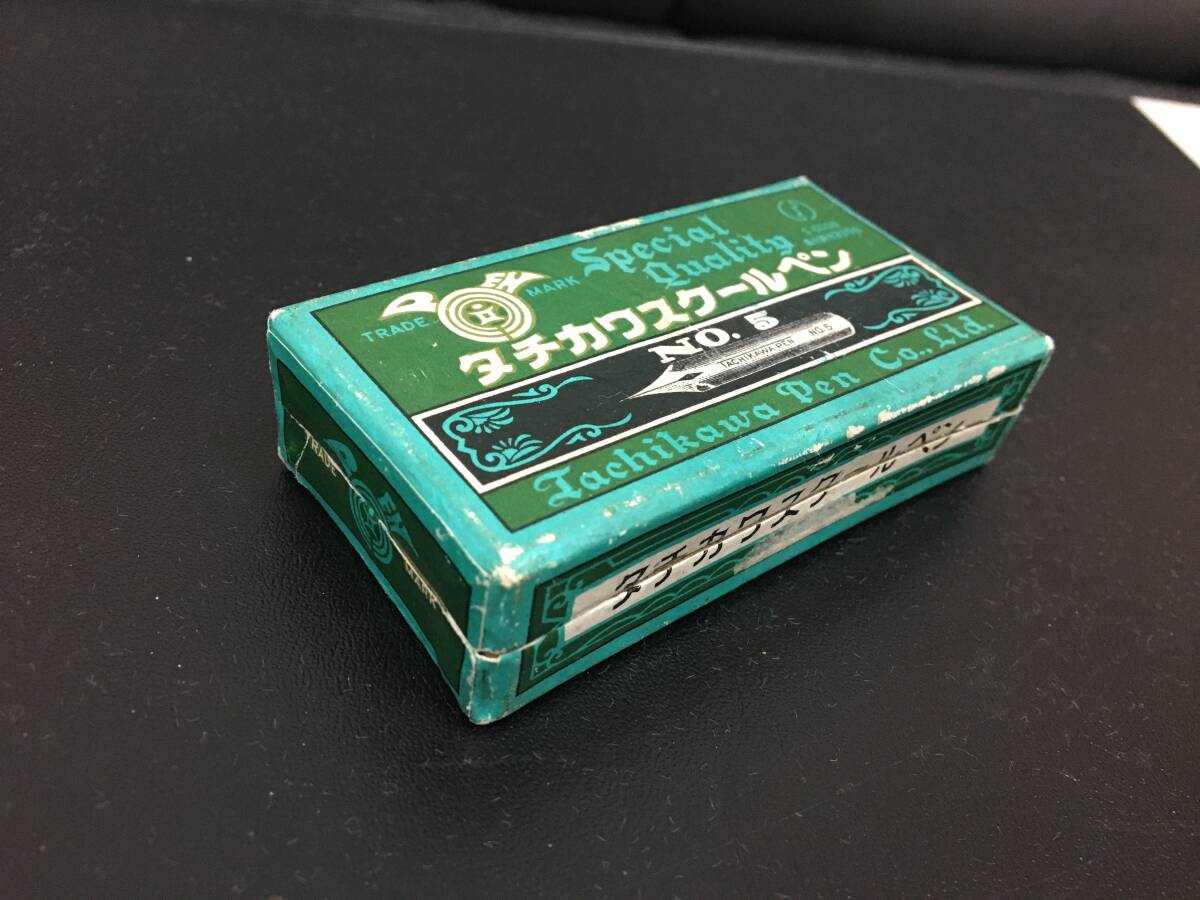 Special
Quality
TRADE MARK
タチカワスクールペン
NO. 5
TACHIKAWA PEN NO.5
Tachikawa Pen Co., Ltd.
TRADE MARK
タチカワスクールペン